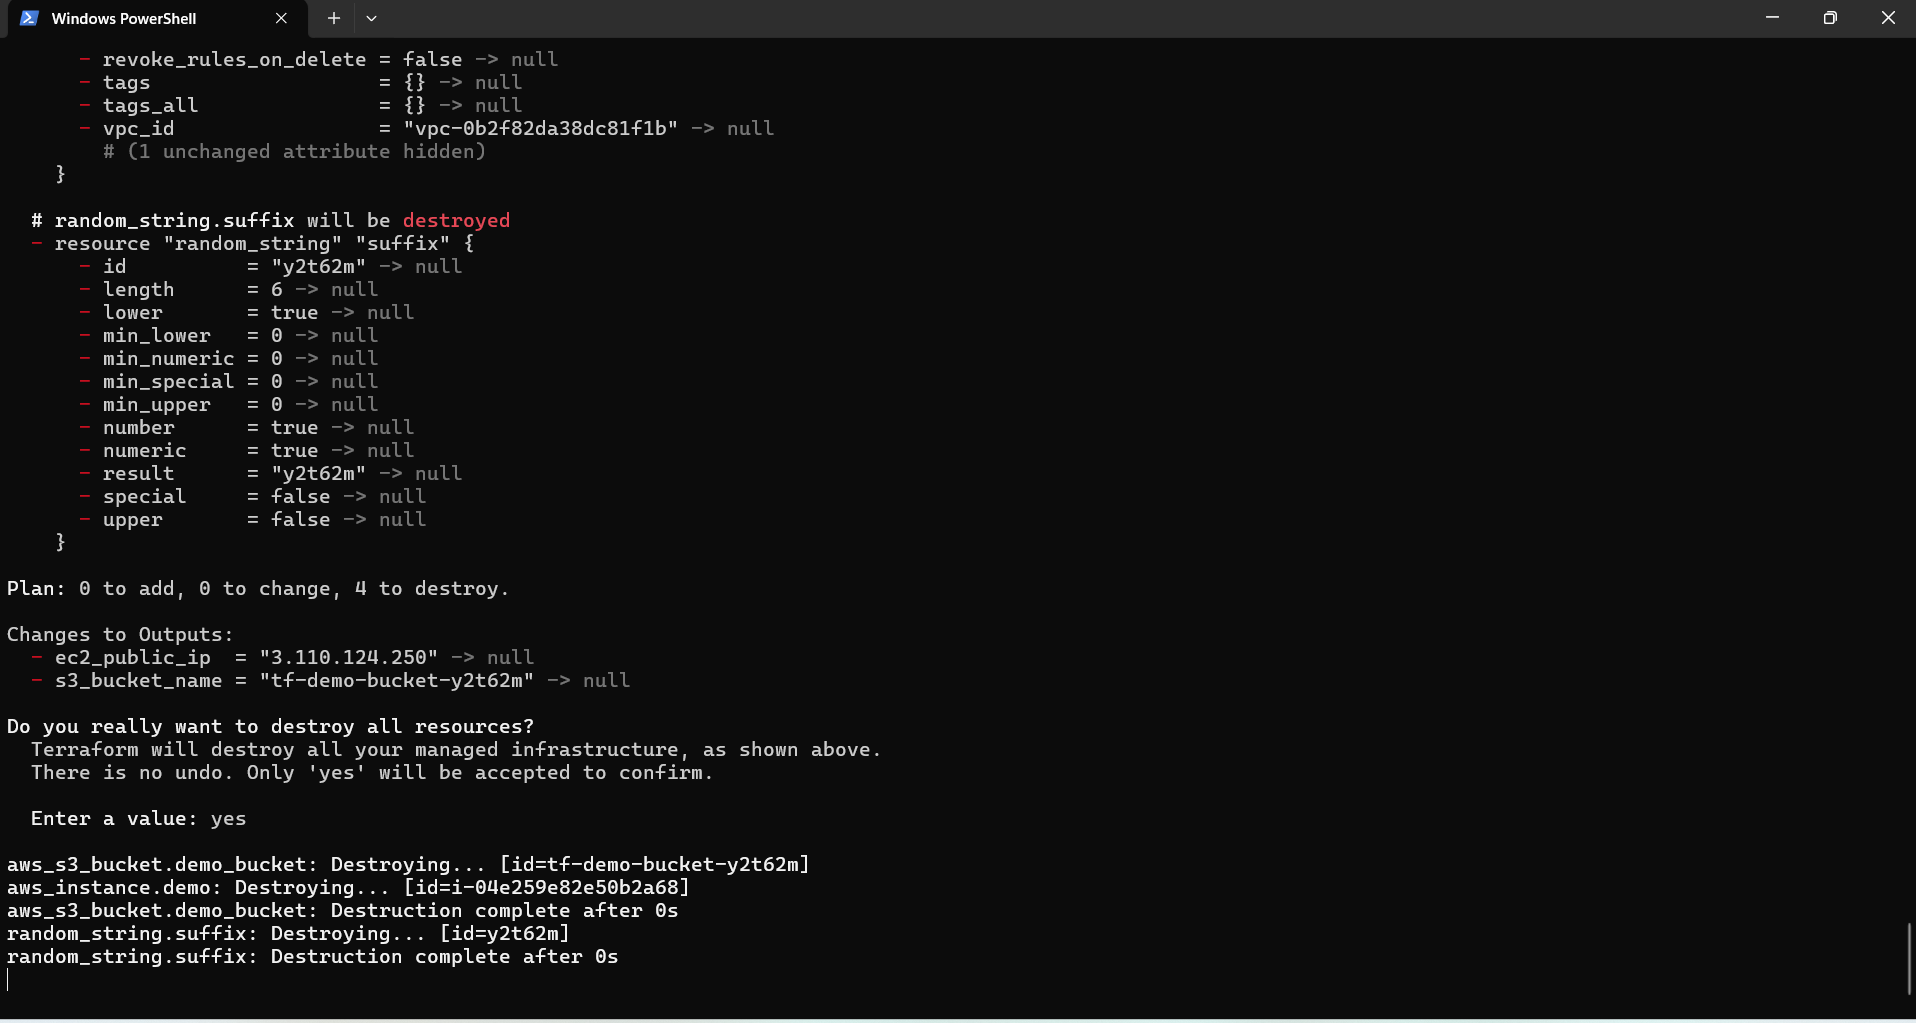 Windows PowerShell
- revoke_rules_on_delete = false -> null
- tags = {} -> null
- tags_all = {} -> null
- vpc_id = "vpc-0b2f82da38dc81f1b" -> null
# (1 unchanged attribute hidden)
}
# random_string.suffix will be destroyed
- resource "random_string" "suffix" {
- id = "y2t62m" -> null
- length = 6 -> null
- lower = true -> null
- min_lower = 0 -> null
- min_numeric = 0 -> null
- min_special = 0 -> null
- min_upper = 0 -> null
- number = true -> null
- numeric = true -> null
- result = "y2t62m" -> null
- special = false -> null
- upper = false -> null
}
Plan: 0 to add, 0 to change, 4 to destroy.
Changes to Outputs:
- ec2_public_ip = "3.110.124.250" -> null
- s3_bucket_name = "tf-demo-bucket-y2t62m" -> null
Do you really want to destroy all resources?
Terraform will destroy all your managed infrastructure, as shown above.
There is no undo. Only 'yes' will be accepted to confirm.
Enter a value: yes
aws_s3_bucket.demo_bucket: Destroying... [id=tf-demo-bucket-y2t62m]
aws_instance.demo: Destroying... [id=i-04e259e82e50b2a68]
aws_s3_bucket.demo_bucket: Destruction complete after 0s
random_string.suffix: Destroying... [id=y2t62m]
random_string.suffix: Destruction complete after 0s